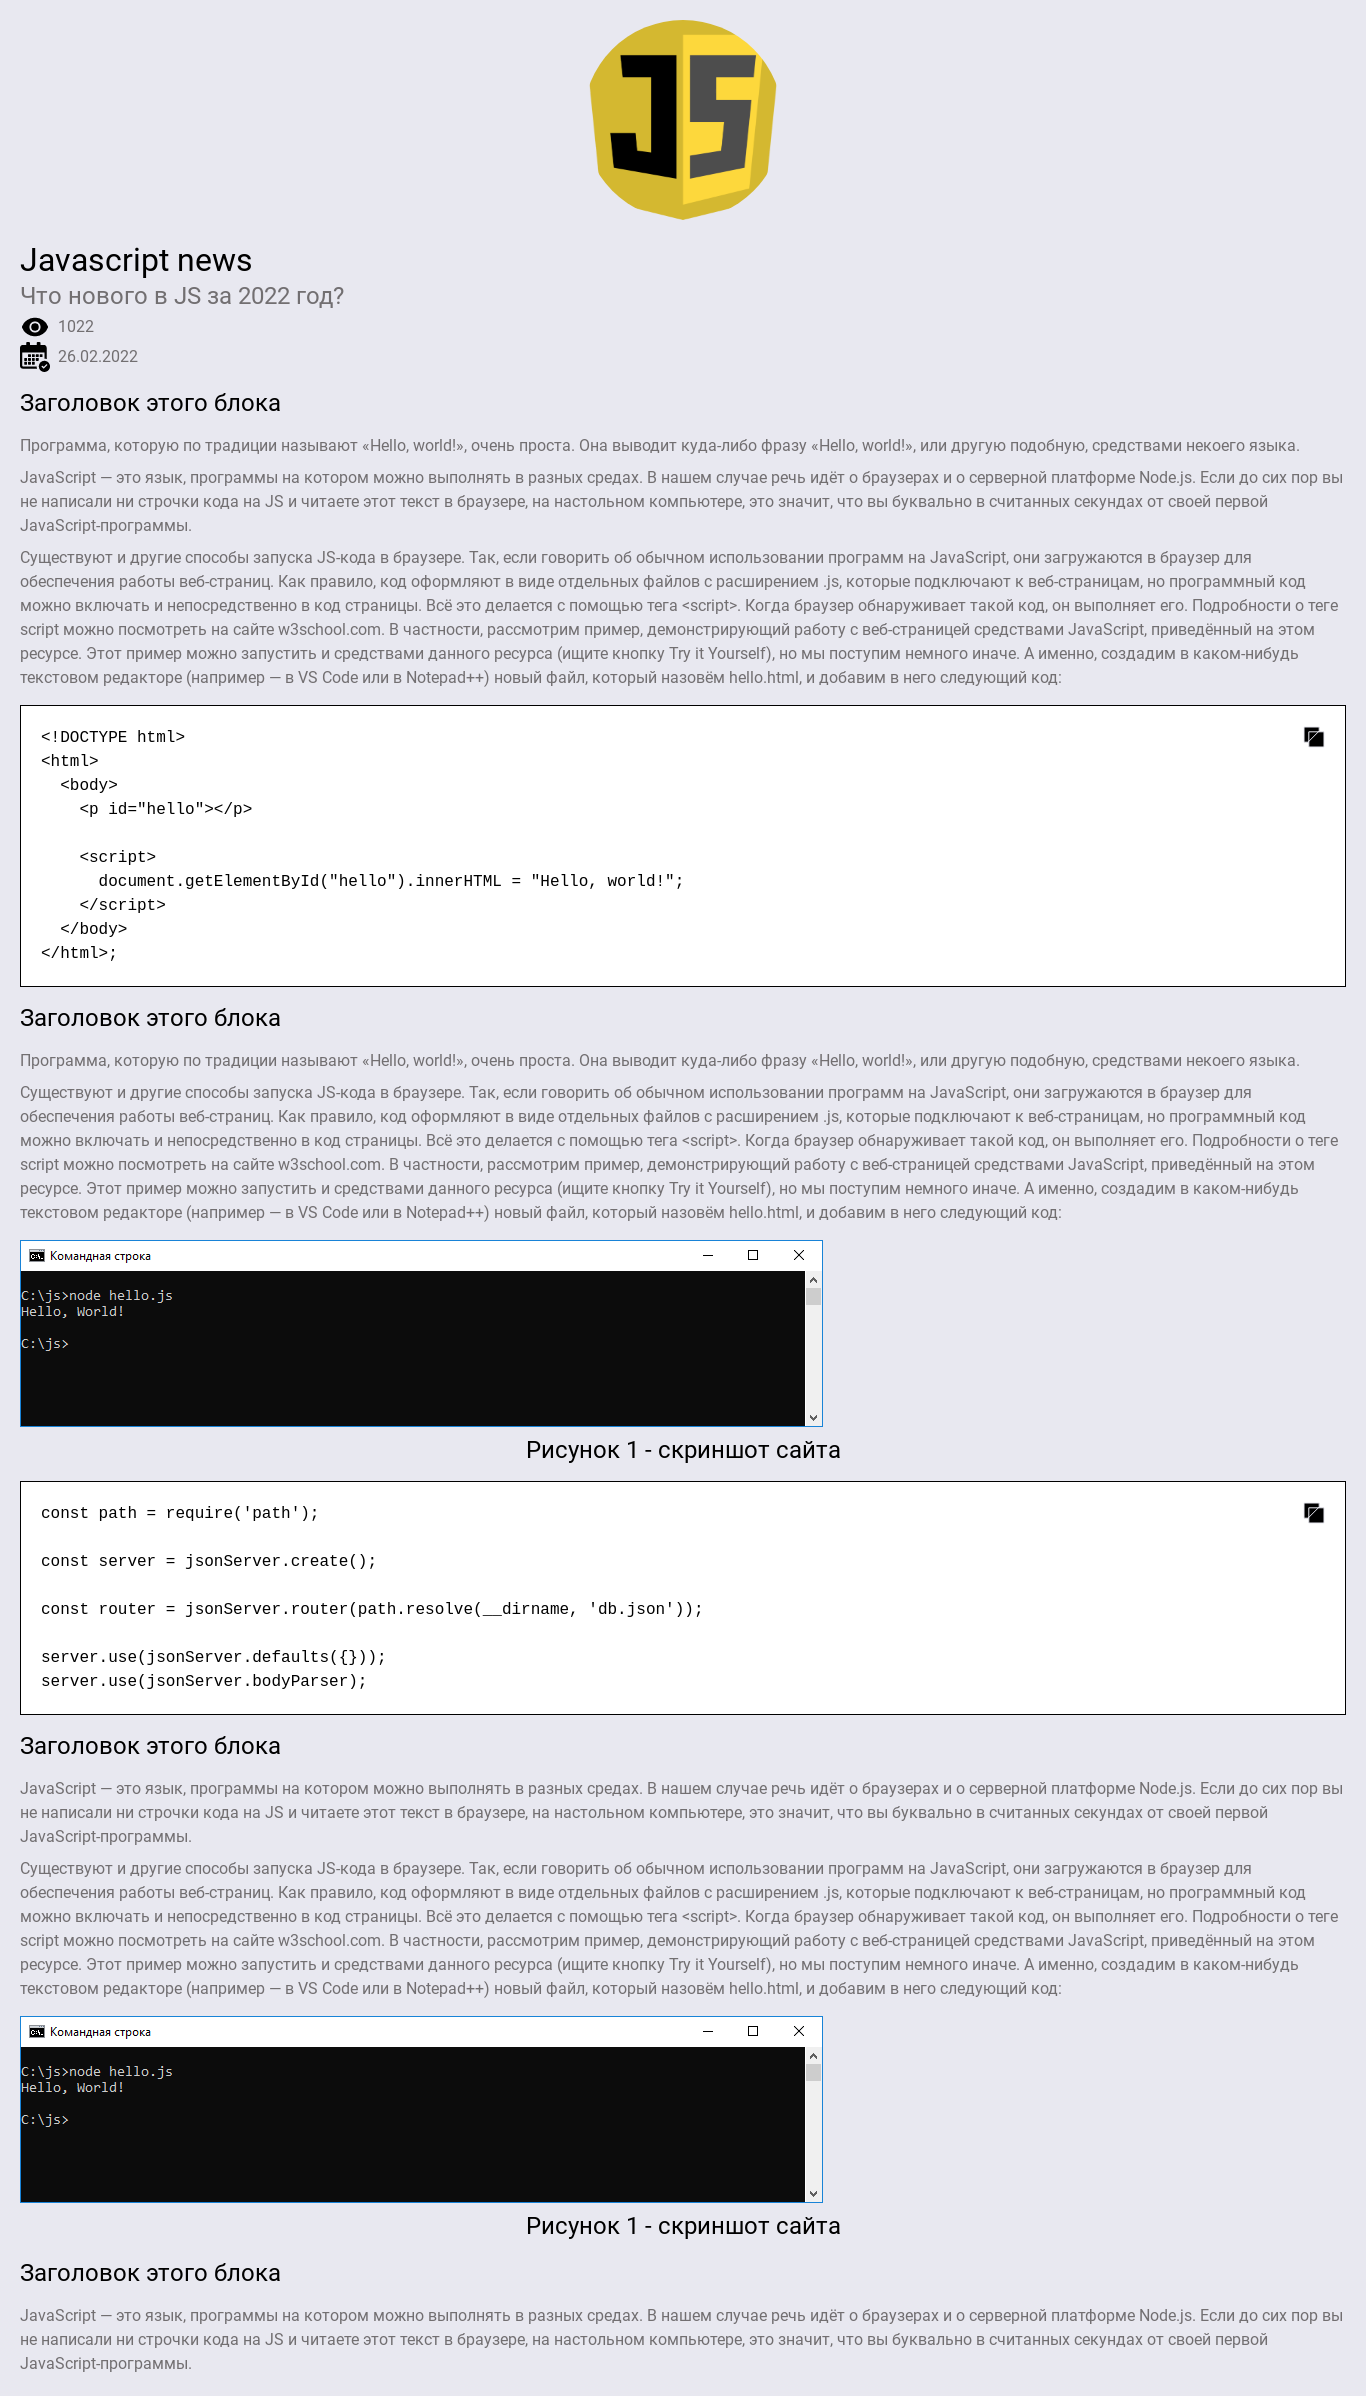 JS
Javascript news
Что нового в JS за 2022 год?
1022
26.02.2022
Заголовок этого блока
Программа, которую по традиции называют «Hello, world!», очень проста. Она выводит куда-либо фразу «Hello, world!», или другую подобную, средствами некоего языка.
JavaScript — это язык, программы на котором можно выполнять в разных средах. В нашем случае речь идёт о браузерах и о серверной платформе Node.js. Если до сих пор вы
не написали ни строчки кода на JS и читаете этот текст в браузере, на настольном компьютере, это значит, что вы буквально в считанных секундах от своей первой
JavaScript-программы.
Существуют и другие способы запуска JS-кода в браузере. Так, если говорить об обычном использовании программ на JavaScript, они загружаются в браузер для
обеспечения работы веб-страниц. Как правило, код оформляют в виде отдельных файлов с расширением .js, которые подключают к веб-страницам, но программный код
можно включать и непосредственно в код страницы. Всё это делается с помощью тега <script>. Когда браузер обнаруживает такой код, он выполняет его. Подробности о теге
script можно посмотреть на сайте w3school.com. В частности, рассмотрим пример, демонстрирующий работу с веб-страницей средствами JavaScript, приведённый на этом
ресурсе. Этот пример можно запустить и средствами данного ресурса (ищите кнопку Try it Yourself), но мы поступим немного иначе. А именно, создадим в каком-нибудь
текстовом редакторе (например — в VS Code или в Notepad++) новый файл, который назовём hello.html, и добавим в него следующий код:
<!DOCTYPE html>
<html>
  <body>
    <p id="hello"></p>

    <script>
      document.getElementById("hello").innerHTML = "Hello, world!";
    </script>
  </body>
</html>;
Заголовок этого блока
Программа, которую по традиции называют «Hello, world!», очень проста. Она выводит куда-либо фразу «Hello, world!», или другую подобную, средствами некоего языка.
Существуют и другие способы запуска JS-кода в браузере. Так, если говорить об обычном использовании программ на JavaScript, они загружаются в браузер для
обеспечения работы веб-страниц. Как правило, код оформляют в виде отдельных файлов с расширением .js, которые подключают к веб-страницам, но программный код
можно включать и непосредственно в код страницы. Всё это делается с помощью тега <script>. Когда браузер обнаруживает такой код, он выполняет его. Подробности о теге
script можно посмотреть на сайте w3school.com. В частности, рассмотрим пример, демонстрирующий работу с веб-страницей средствами JavaScript, приведённый на этом
ресурсе. Этот пример можно запустить и средствами данного ресурса (ищите кнопку Try it Yourself), но мы поступим немного иначе. А именно, создадим в каком-нибудь
текстовом редакторе (например — в VS Code или в Notepad++) новый файл, который назовём hello.html, и добавим в него следующий код:
Командная строка
C:\js>node hello.js
Hello, World!
C:\js>
Рисунок 1 - скриншот сайта
const path = require('path');

const server = jsonServer.create();

const router = jsonServer.router(path.resolve(__dirname, 'db.json'));

server.use(jsonServer.defaults({}));
server.use(jsonServer.bodyParser);
Заголовок этого блока
JavaScript — это язык, программы на котором можно выполнять в разных средах. В нашем случае речь идёт о браузерах и о серверной платформе Node.js. Если до сих пор вы
не написали ни строчки кода на JS и читаете этот текст в браузере, на настольном компьютере, это значит, что вы буквально в считанных секундах от своей первой
JavaScript-программы.
Существуют и другие способы запуска JS-кода в браузере. Так, если говорить об обычном использовании программ на JavaScript, они загружаются в браузер для
обеспечения работы веб-страниц. Как правило, код оформляют в виде отдельных файлов с расширением .js, которые подключают к веб-страницам, но программный код
можно включать и непосредственно в код страницы. Всё это делается с помощью тега <script>. Когда браузер обнаруживает такой код, он выполняет его. Подробности о теге
script можно посмотреть на сайте w3school.com. В частности, рассмотрим пример, демонстрирующий работу с веб-страницей средствами JavaScript, приведённый на этом
ресурсе. Этот пример можно запустить и средствами данного ресурса (ищите кнопку Try it Yourself), но мы поступим немного иначе. А именно, создадим в каком-нибудь
текстовом редакторе (например — в VS Code или в Notepad++) новый файл, который назовём hello.html, и добавим в него следующий код:
Командная строка
C:\js>node hello.js
Hello, World!
C:\js>
Рисунок 1 - скриншот сайта
Заголовок этого блока
JavaScript — это язык, программы на котором можно выполнять в разных средах. В нашем случае речь идёт о браузерах и о серверной платформе Node.js. Если до сих пор вы
не написали ни строчки кода на JS и читаете этот текст в браузере, на настольном компьютере, это значит, что вы буквально в считанных секундах от своей первой
JavaScript-программы.